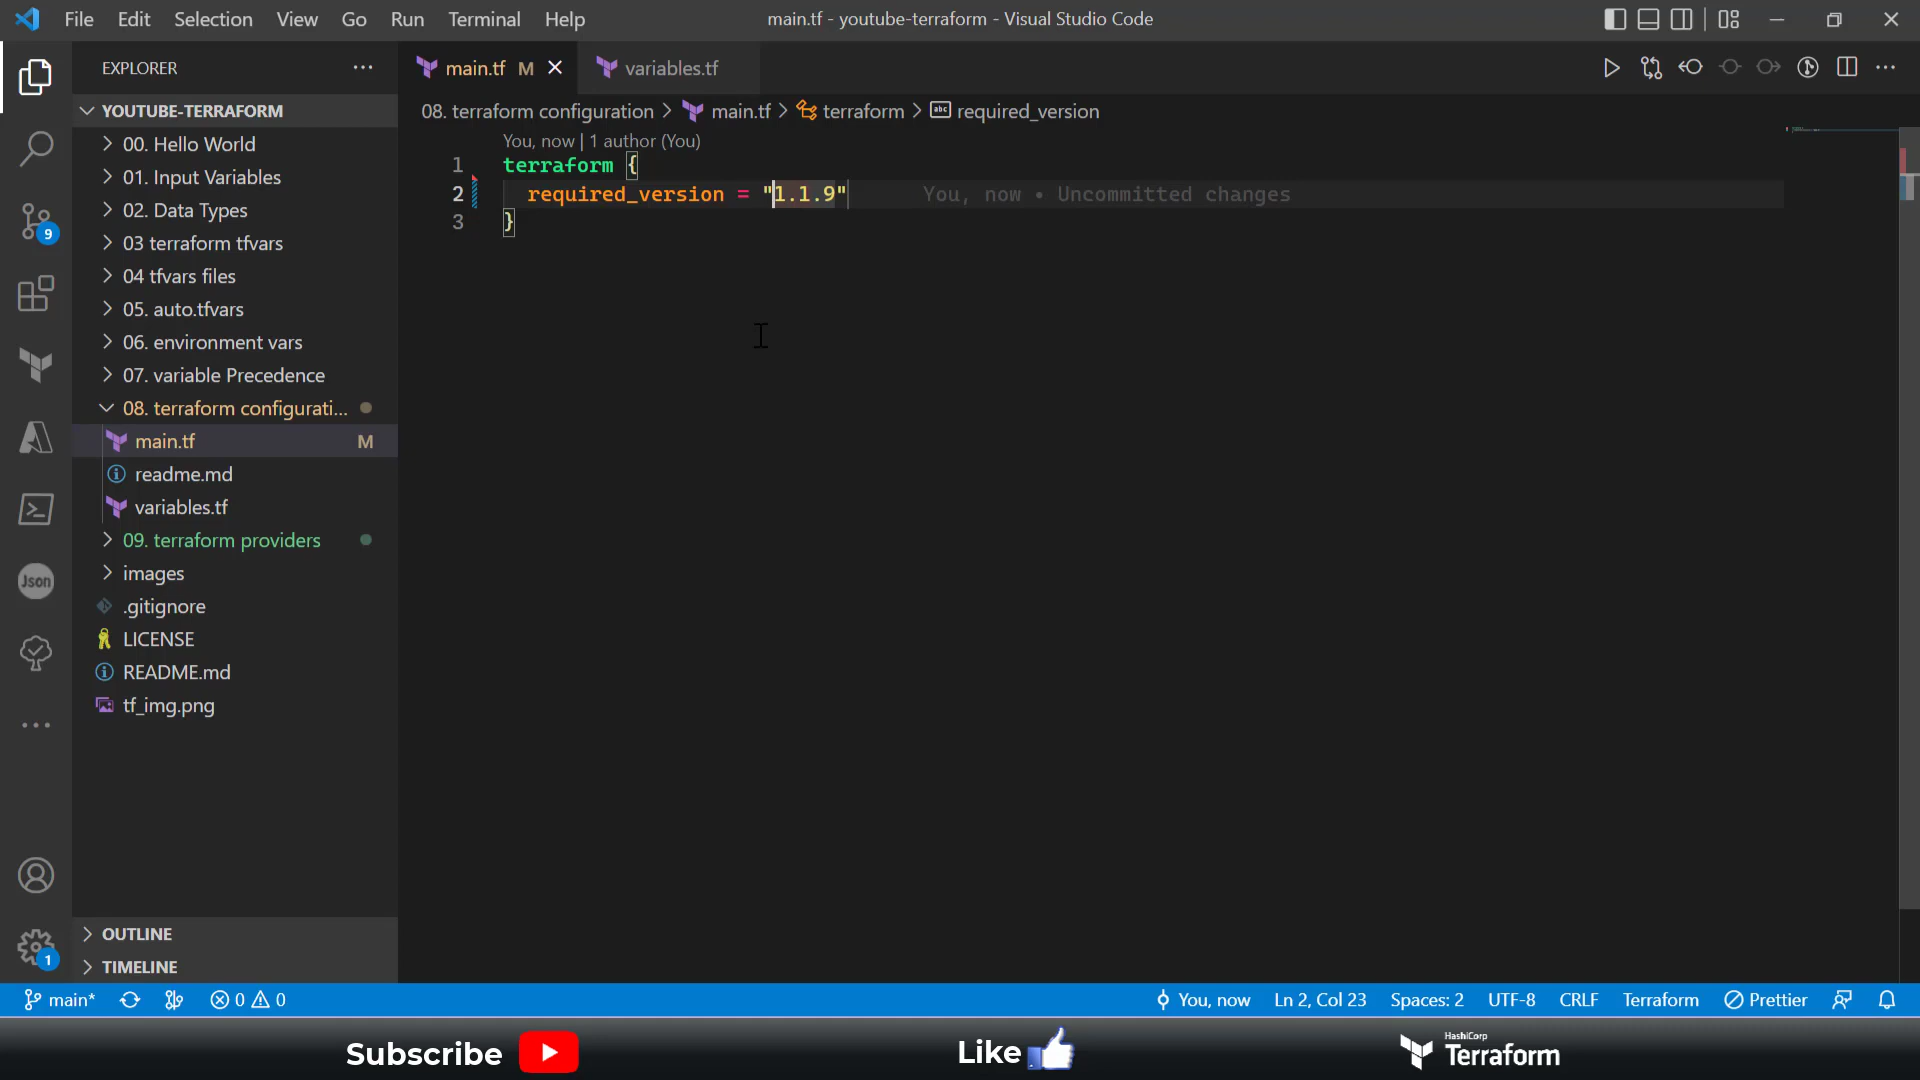 File Edit Selection View Go Run Terminal Help main.tf - youtube-terraform - Visual Studio Code
EXPLORER
main.tf M
variables.tf
YOUTUBE-TERRAFORM
08. terraform configuration > main.tf > terraform > required_version
00. Hello World
01. Input Variables
02. Data Types
03 terraform tfvars
04 tfvars files
05. auto.tfvars
06. environment vars
07. variable Precedence
08. terraform configurati...
main.tf M
readme.md
variables.tf
09. terraform providers
images
.gitignore
LICENSE
README.md
tf_img.png
OUTLINE
TIMELINE
9
Json
1
You, now | 1 author (You)
1 terraform {
2 required_version = "1.1.9" You, now • Uncommitted changes
3 }
main* 0 0 You, now Ln 2, Col 23 Spaces: 2 UTF-8 CRLF Terraform Prettier
Subscribe Like HashiCorp Terraform